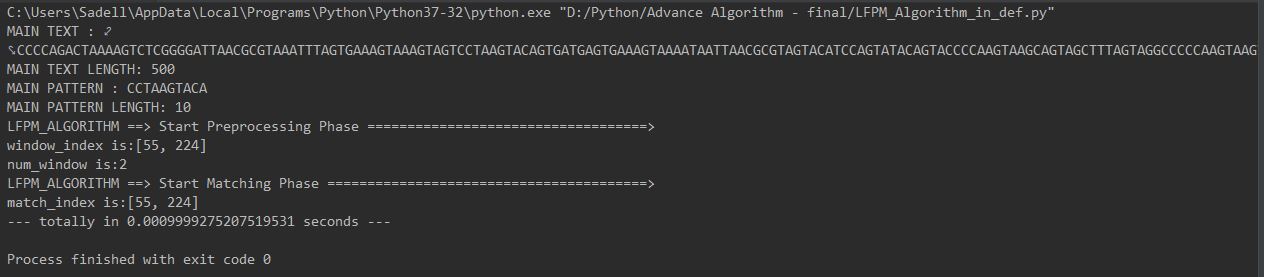 C:\Users\Sadell\AppData\Local\Programs\Python\Python37-32\python.exe "D:/Python/Advance Algorithm - final/LFPM_Algorithm_in_def.py"
MAIN TEXT :
CCCCAGACTAAAAGTCTCGGGGATTAACGCGTAAATTTAGTGAAAGTAAAGTAGTCCTAAGTACAGTGATGAGTGAAAGTAAAATAATTAACGCGTAGTACATCCAGTATACAGTACCCCAAGTAAGCAGTAGCTTTAGTAGGCCCCCAAGTAAG
MAIN TEXT LENGTH: 500
MAIN PATTERN : CCTAAGTACA
MAIN PATTERN LENGTH: 10
LFPM_ALGORITHM ==> Start Preprocessing Phase ===================================>
window_index is:[55, 224]
num_window is:2
LFPM_ALGORITHM ==> Start Matching Phase ========================================>
match_index is:[55, 224]
--- totally in 0.0009999275207519531 seconds ---
Process finished with exit code 0